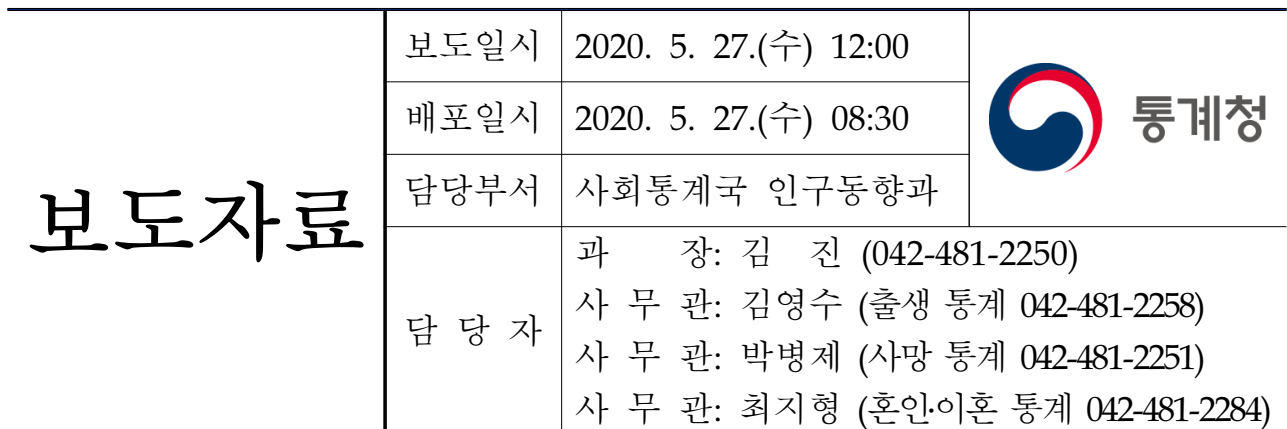 보도자료
보도일시 2020. 5. 27.(수) 12:00
배포일시 2020. 5. 27.(수) 08:30
담당부서 사회통계국 인구동향과
통계청
담 당 자
과 장: 김 진 (042-481-2250)
사 무 관: 김영수 (출생 통계 042-481-2258)
사 무 관: 박병제 (사망 통계 042-481-2251)
사 무 관: 최지형 (혼인·이혼 통계 042-481-2284)